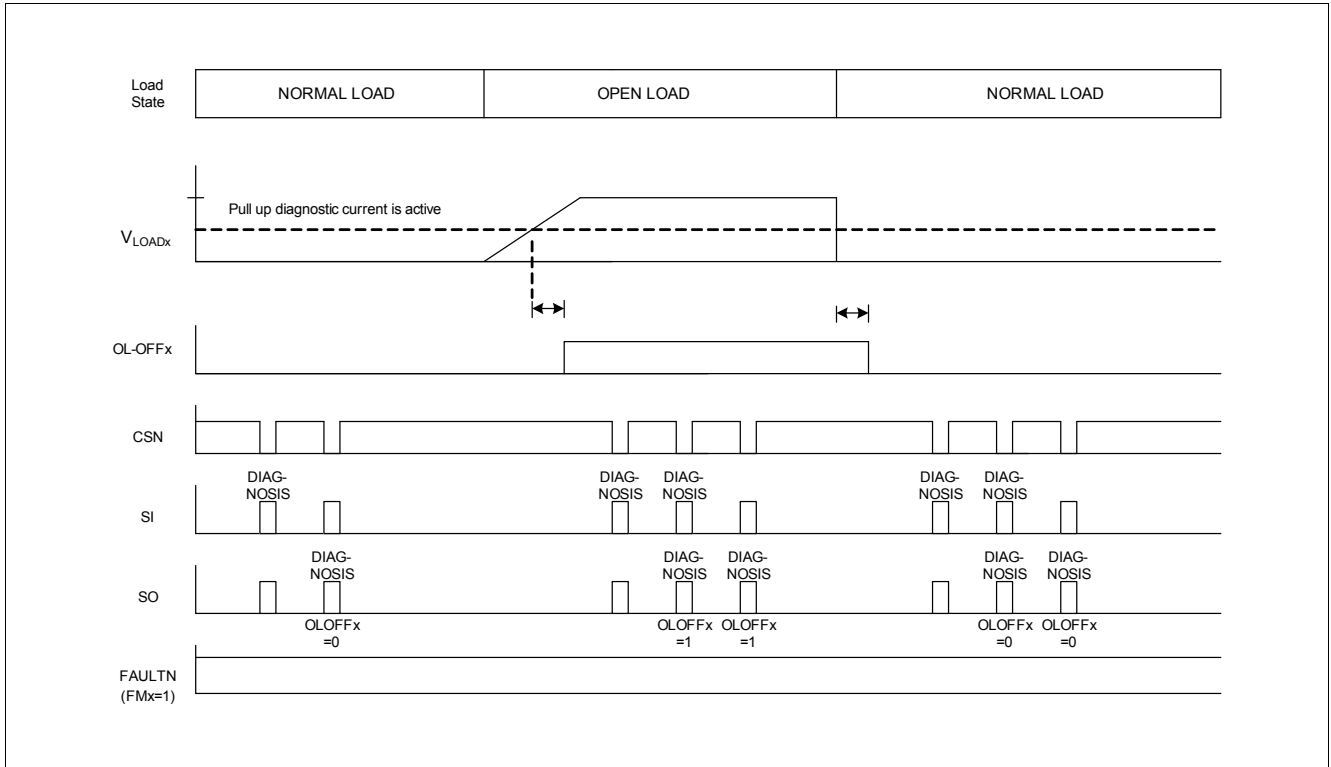 Load
State
NORMAL LOAD
OPEN LOAD
NORMAL LOAD
Pull up diagnostic current is active
VLOADx
OL-OFFx
CSN
DIAG-
NOSIS
DIAG-
NOSIS
DIAG-
NOSIS
DIAG-
NOSIS
DIAG-
NOSIS
SI
DIAG-
NOSIS
DIAG-
NOSIS
DIAG-
NOSIS
DIAG-
NOSIS
DIAG-
NOSIS
SO
OLOFFx
=0
OLOFFx
=1
OLOFFx
=1
OLOFFx
=0
OLOFFx
=0
FAULTN
(FMx=1)